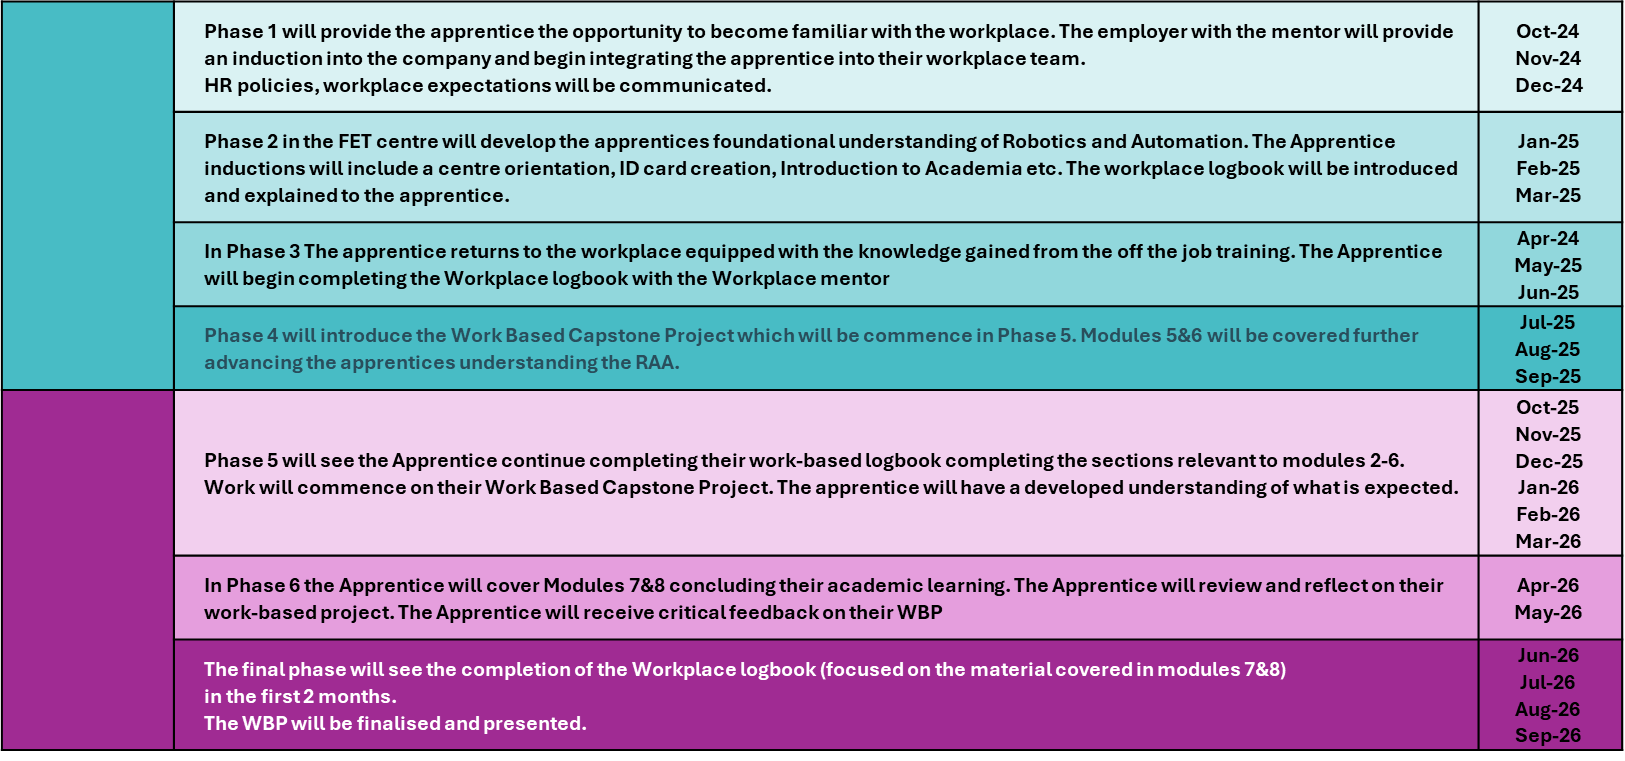 Phase 1 will provide the apprentice the opportunity to become familiar with the workplace. The employer with the mentor will provide
an induction into the company and begin integrating the apprentice into their workplace team.
HR policies, workplace expectations will be communicated.
Oct-24
Nov-24
Dec-24
Phase 2 in the FET centre will develop the apprentices foundational understanding of Robotics and Automation. The Apprentice
inductions will include a centre orientation, ID card creation, Introduction to Academia etc. The workplace logbook will be introduced
and explained to the apprentice.
Jan-25
Feb-25
Mar-25
In Phase 3 The apprentice returns to the workplace equipped with the knowledge gained from the off the job training. The Apprentice
will begin completing the Workplace logbook with the Workplace mentor
Apr-24
May-25
Jun-25
Phase 4 will introduce the Work Based Capstone Project which will be commence in Phase 5. Modules 5&6 will be covered further
advancing the apprentices understanding the RAA.
Jul-25
Aug-25
Sep-25
Phase 5 will see the Apprentice continue completing their work-based logbook completing the sections relevant to modules 2-6.
Work will commence on their Work Based Capstone Project. The apprentice will have a developed understanding of what is expected.
Oct-25
Nov-25
Dec-25
Jan-26
Feb-26
Mar-26
In Phase 6 the Apprentice will cover Modules 7&8 concluding their academic learning. The Apprentice will review and reflect on their
work-based project. The Apprentice will receive critical feedback on their WBP
Apr-26
May-26
The final phase will see the completion of the Workplace logbook (focused on the material covered in modules 7&8)
in the first 2 months.
The WBP will be finalised and presented.
Jun-26
Jul-26
Aug-26
Sep-26